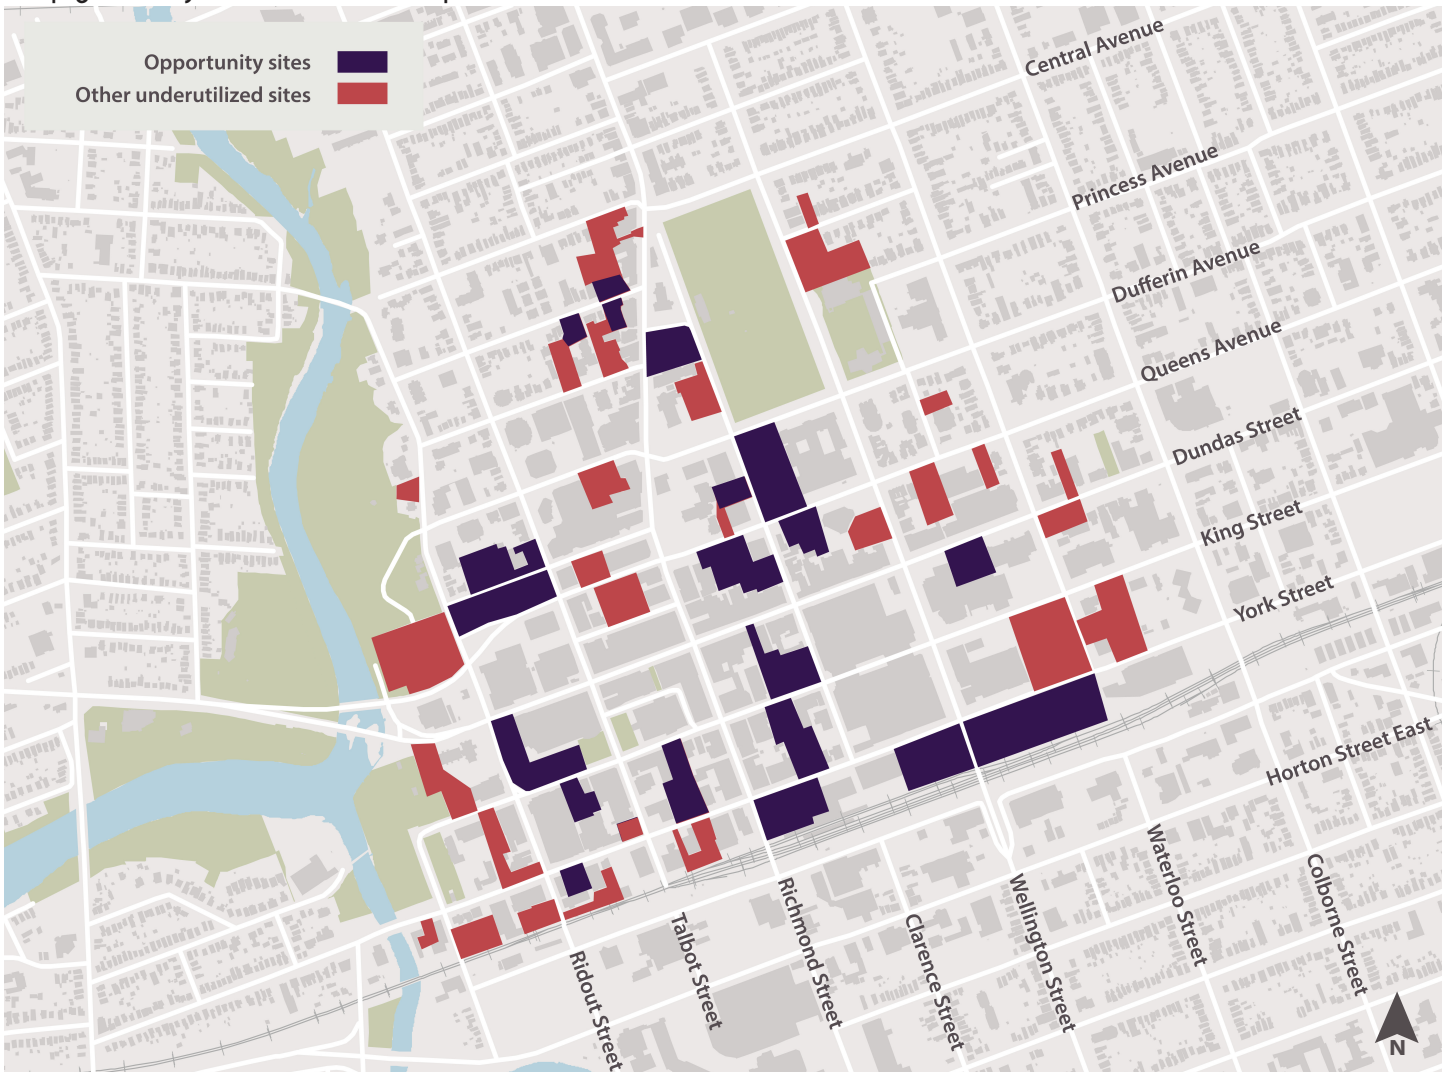 Opportunity sites
Other underutilized sites
Central Avenue
Princess Avenue
Dufferin Avenue
Queens Avenue
Dundas Street
King Street
York Street
Horton Street East
Ridout Street
Talbot Street
Richmond Street
Clarence Street
Wellington Street
Waterloo Street
Colborne Street
N